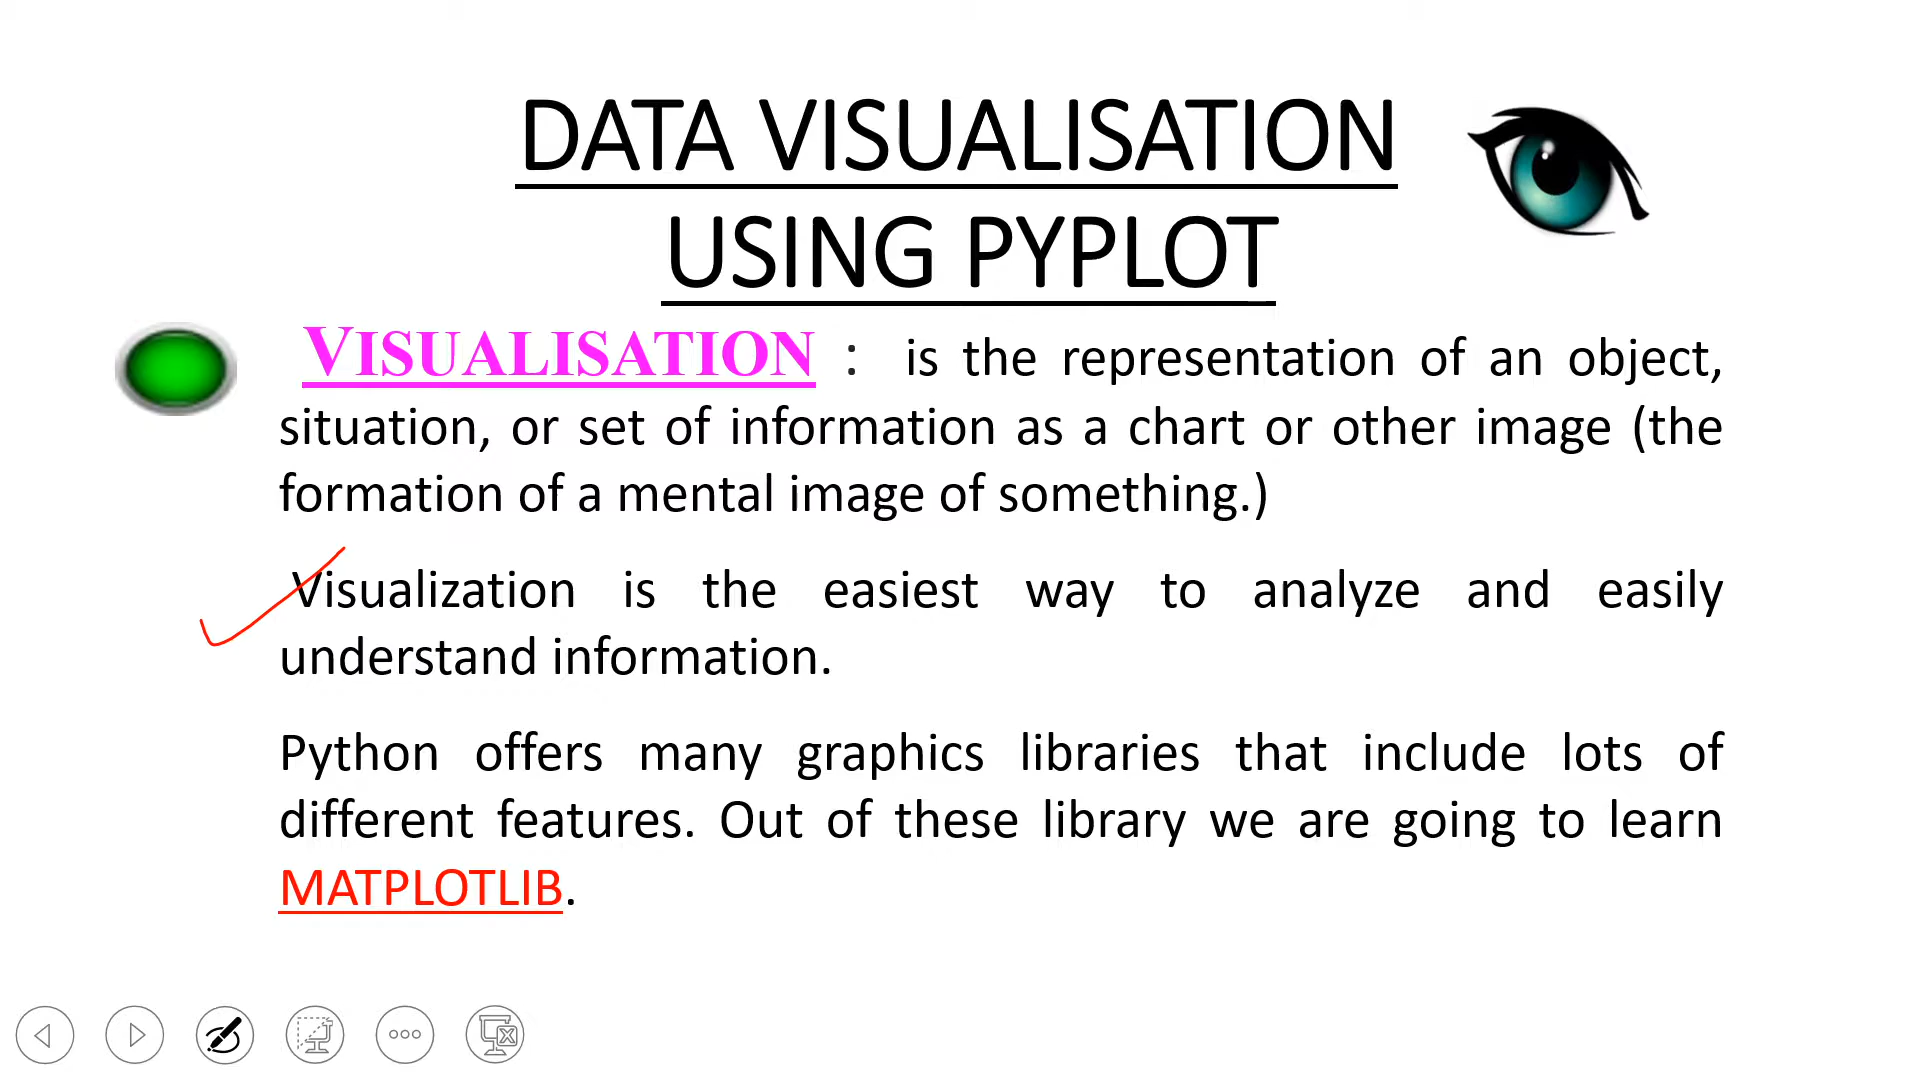 DATA VISUALISATION
USING PYPLOT
VISUALISATION : is the representation of an object,
situation, or set of information as a chart or other image (the
formation of a mental image of something.)
Visualization is the easiest way to analyze and easily
understand information.
Python offers many graphics libraries that include lots of
different features. Out of these library we are going to learn
MATPLOTLIB.